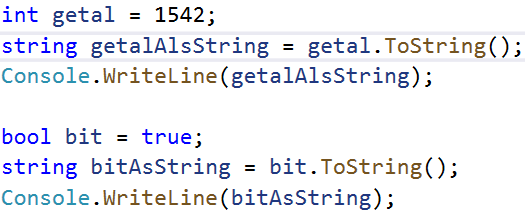 int getal = 1542;
string getalAlsString = getal.ToString();
Console.WriteLine(getalAlsString);
bool bit = true;
string bitAsString = bit.ToString();
Console.WriteLine(bitAsString);